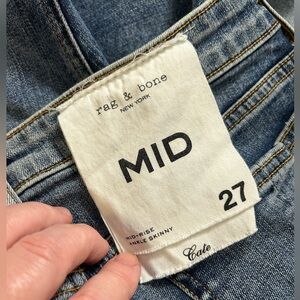 rag & bone
NEW YORK
MID
27
MID-RISE
ANKLE SKINNY
Cate